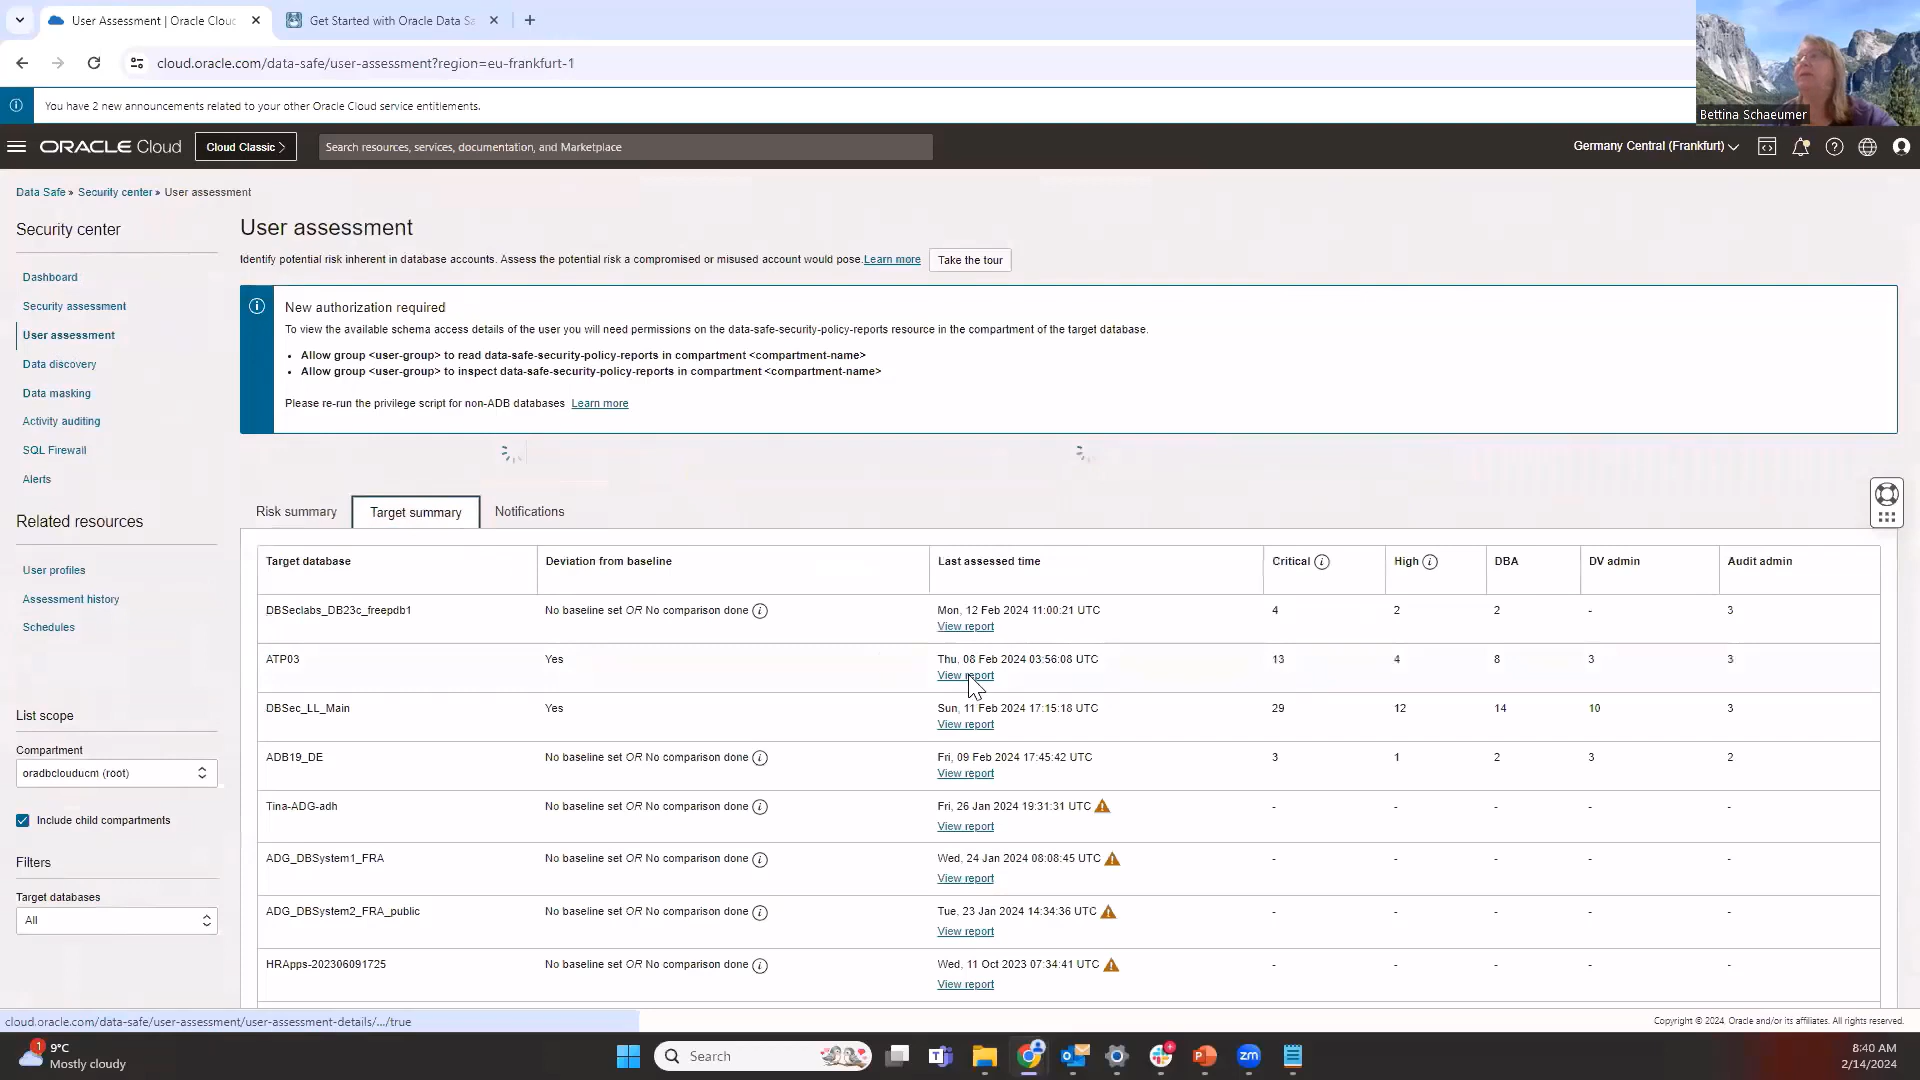 User Assessment | Oracle Clou
Get Started with Oracle Data Sa
cloud.oracle.com/data-safe/user-assessment?region=eu-frankfurt-1
Bettina Schaeumer
You have 2 new announcements related to your other Oracle Cloud service entitlements.
ORACLE Cloud
Cloud Classic >
Search resources, services, documentation, and Marketplace
Germany Central (Frankfurt)
Data Safe » Security center » User assessment
Security center
Dashboard
Security assessment
User assessment
Data discovery
Data masking
Activity auditing
SQL Firewall
Alerts
Related resources
User profiles
Assessment history
Schedules
List scope
Compartment
oradbclouducm (root)
Include child compartments
Filters
Target databases
All
User assessment
Identify potential risk inherent in database accounts. Assess the potential risk a compromised or misused account would pose. Learn more
Take the tour
New authorization required
To view the available schema access details of the user you will need permissions on the data-safe-security-policy-reports resource in the compartment of the target database.
• Allow group <user-group> to read data-safe-security-policy-reports in compartment <compartment-name>
• Allow group <user-group> to inspect data-safe-security-policy-reports in compartment <compartment-name>
Please re-run the privilege script for non-ADB databases Learn more
Risk summary Target summary Notifications
Target database Deviation from baseline Last assessed time Critical High DBA DV admin Audit admin
DBSeclabs_DB23c_freepdb1 No baseline set OR No comparison done Mon, 12 Feb 2024 11:00:21 UTC 4 2 2 - 3
View report
ATP03 Yes Thu, 08 Feb 2024 03:56:08 UTC 13 4 8 3 3
View report
DBSec_LL_Main Yes Sun, 11 Feb 2024 17:15:18 UTC 29 12 14 10 3
View report
ADB19_DE No baseline set OR No comparison done Fri, 09 Feb 2024 17:45:42 UTC 3 1 2 3 2
View report
Tina-ADG-adh No baseline set OR No comparison done Fri, 26 Jan 2024 19:31:31 UTC - - - - -
View report
ADG_DBSystem1_FRA No baseline set OR No comparison done Wed, 24 Jan 2024 08:08:45 UTC - - - - -
View report
ADG_DBSystem2_FRA_public No baseline set OR No comparison done Tue, 23 Jan 2024 14:34:36 UTC - - - - -
View report
HRApps-202306091725 No baseline set OR No comparison done Wed, 11 Oct 2023 07:34:41 UTC - - - - -
View report
cloud.oracle.com/data-safe/user-assessment/user-assessment-details/.../true
Copyright © 2024, Oracle and/or its affiliates. All rights reserved.
1
9°C
Mostly cloudy
Search
zm
8:40 AM
2/14/2024